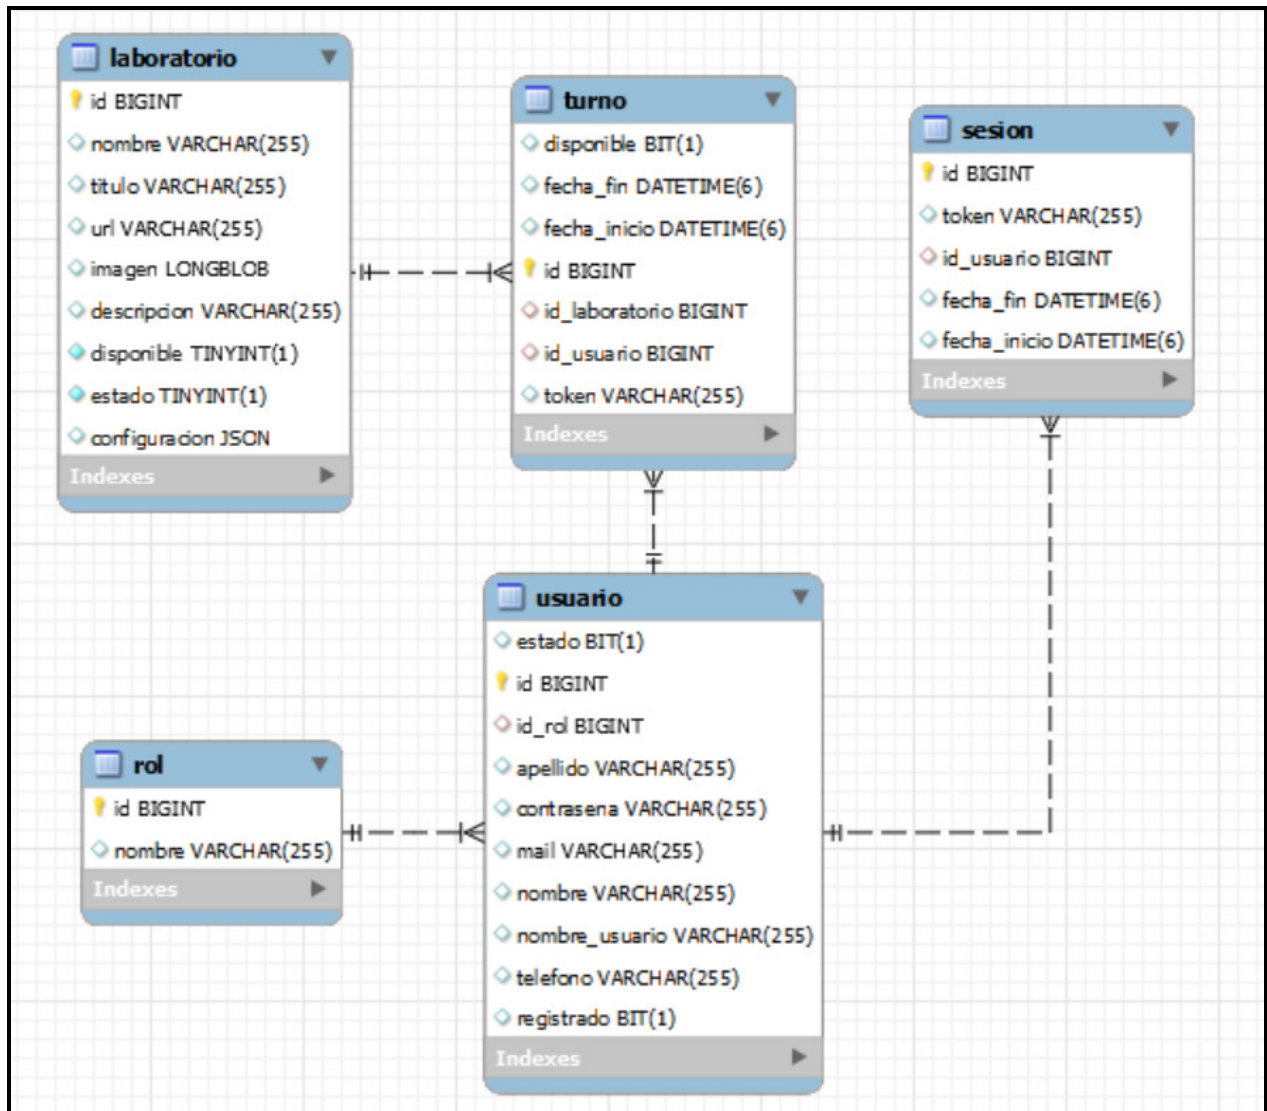 laboratorio
id BIGINT
nombre VARCHAR(255)
titulo VARCHAR(255)
url VARCHAR(255)
imagen LONGBLOB
descripcion VARCHAR(255)
disponible TINYINT(1)
estado TINYINT(1)
configuracion JSON
Indexes
turno
disponible BIT(1)
fecha_fin DATETIME(6)
fecha_inicio DATETIME(6)
id BIGINT
id_laboratorio BIGINT
id_usuario BIGINT
token VARCHAR(255)
Indexes
sesion
id BIGINT
token VARCHAR(255)
id_usuario BIGINT
fecha_fin DATETIME(6)
fecha_inicio DATETIME(6)
Indexes
usuario
estado BIT(1)
id BIGINT
id_rol BIGINT
apellido VARCHAR(255)
contrasena VARCHAR(255)
mail VARCHAR(255)
nombre VARCHAR(255)
nombre_usuario VARCHAR(255)
telefono VARCHAR(255)
registrado BIT(1)
Indexes
rol
id BIGINT
nombre VARCHAR(255)
Indexes